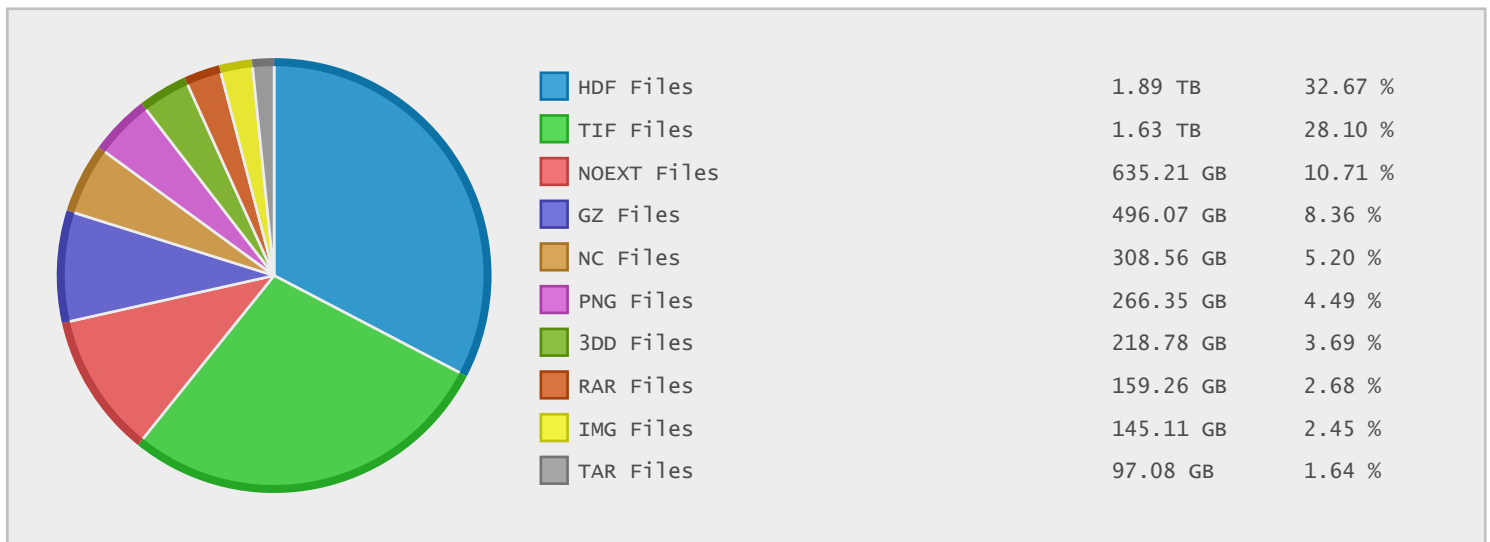 HDF Files 1.89 TB 32.67 %
TIF Files 1.63 TB 28.10 %
NOEXT Files 635.21 GB 10.71 %
GZ Files 496.07 GB 8.36 %
NC Files 308.56 GB 5.20 %
PNG Files 266.35 GB 4.49 %
3DD Files 218.78 GB 3.69 %
RAR Files 159.26 GB 2.68 %
IMG Files 145.11 GB 2.45 %
TAR Files 97.08 GB 1.64 %